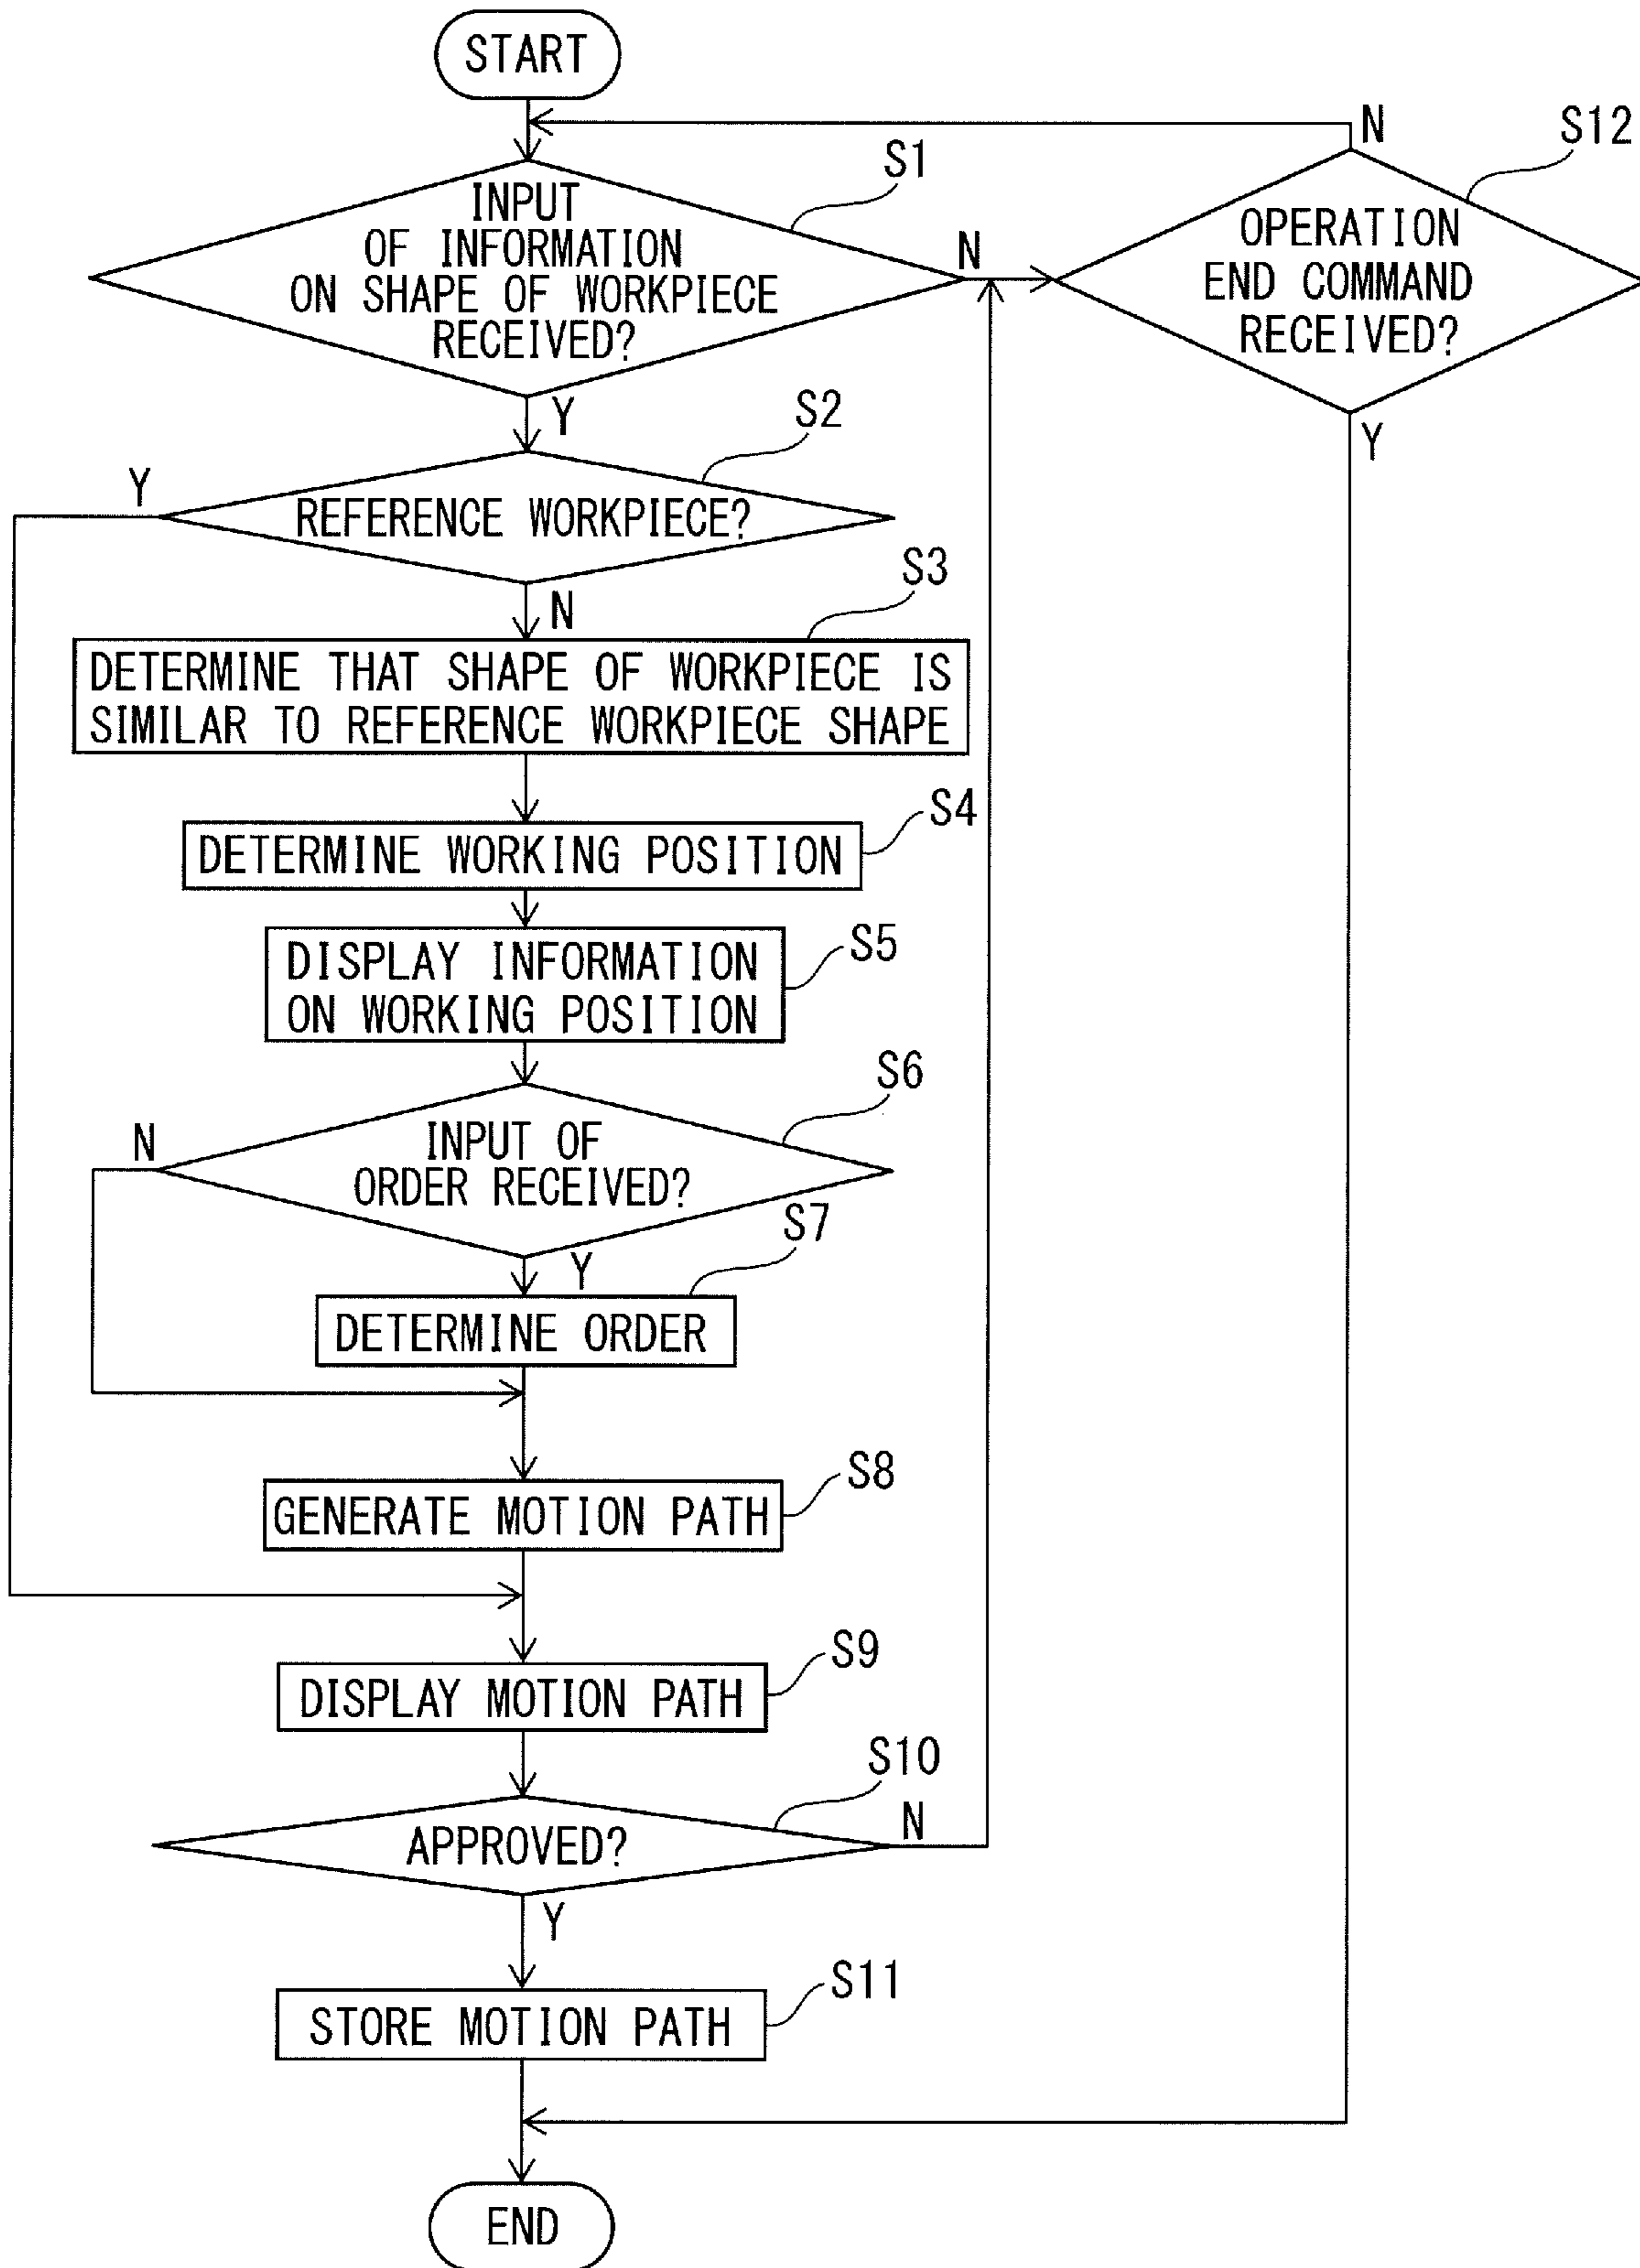 START
N
S12
S1
INPUT
OF INFORMATION
ON SHAPE OF WORKPIECE
RECEIVED?
N
OPERATION
END COMMAND
RECEIVED?
Y
Y
S2
Y
REFERENCE WORKPIECE?
N
S3
DETERMINE THAT SHAPE OF WORKPIECE IS
SIMILAR TO REFERENCE WORKPIECE SHAPE
S4
DETERMINE WORKING POSITION
S5
DISPLAY INFORMATION
ON WORKING POSITION
S6
N
INPUT OF
ORDER RECEIVED?
Y
S7
DETERMINE ORDER
S8
GENERATE MOTION PATH
S9
DISPLAY MOTION PATH
S10
APPROVED?
N
Y
S11
STORE MOTION PATH
END